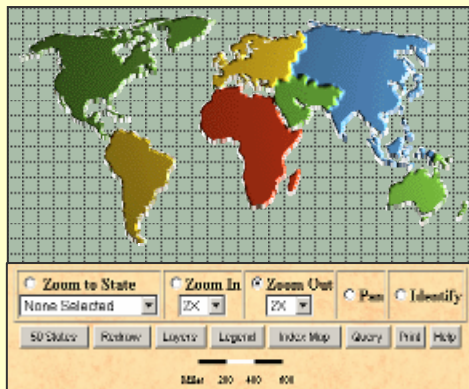 Zoom to State Zoom In Zoom Out Pan Identify
None Selected 2X 2X
50 States Redraw Layers Legend Index Map Query Print Help
Miles 200 400 600